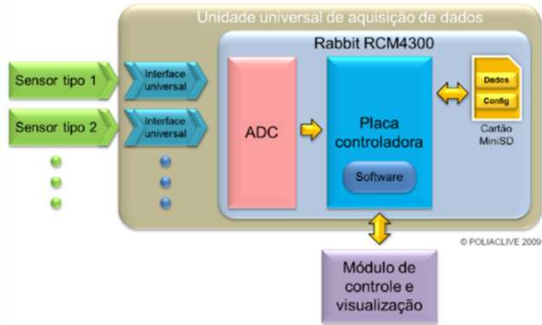 Unidade universal de aquisição de dados
Rabbit RCM4300
Sensor tipo 1
Interface
universal
Sensor tipo 2
Interface
universal
ADC
Placa
controladora
Software
Dados
Config
Cartão
MiniSD
© POLIACLIVE 2009
Módulo de
controle e
visualização